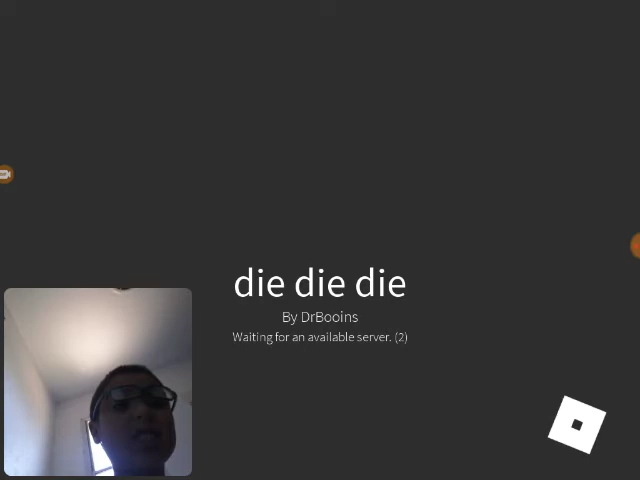 die die die
By DrBooins
Waiting for an available server. (2)